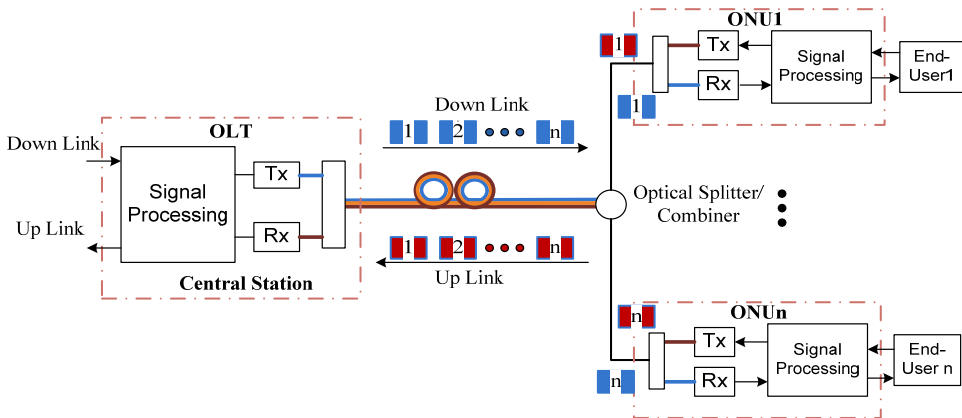 ONU1
1
Tx
Rx
Signal
Processing
End-
User1
1
Down Link
1 2 n
OLT
Down Link
Signal
Processing
Tx
Rx
Up Link
Central Station
Optical Splitter/
Combiner
1 2 n
Up Link
ONUn
n
Tx
Rx
Signal
Processing
End-
User n
n